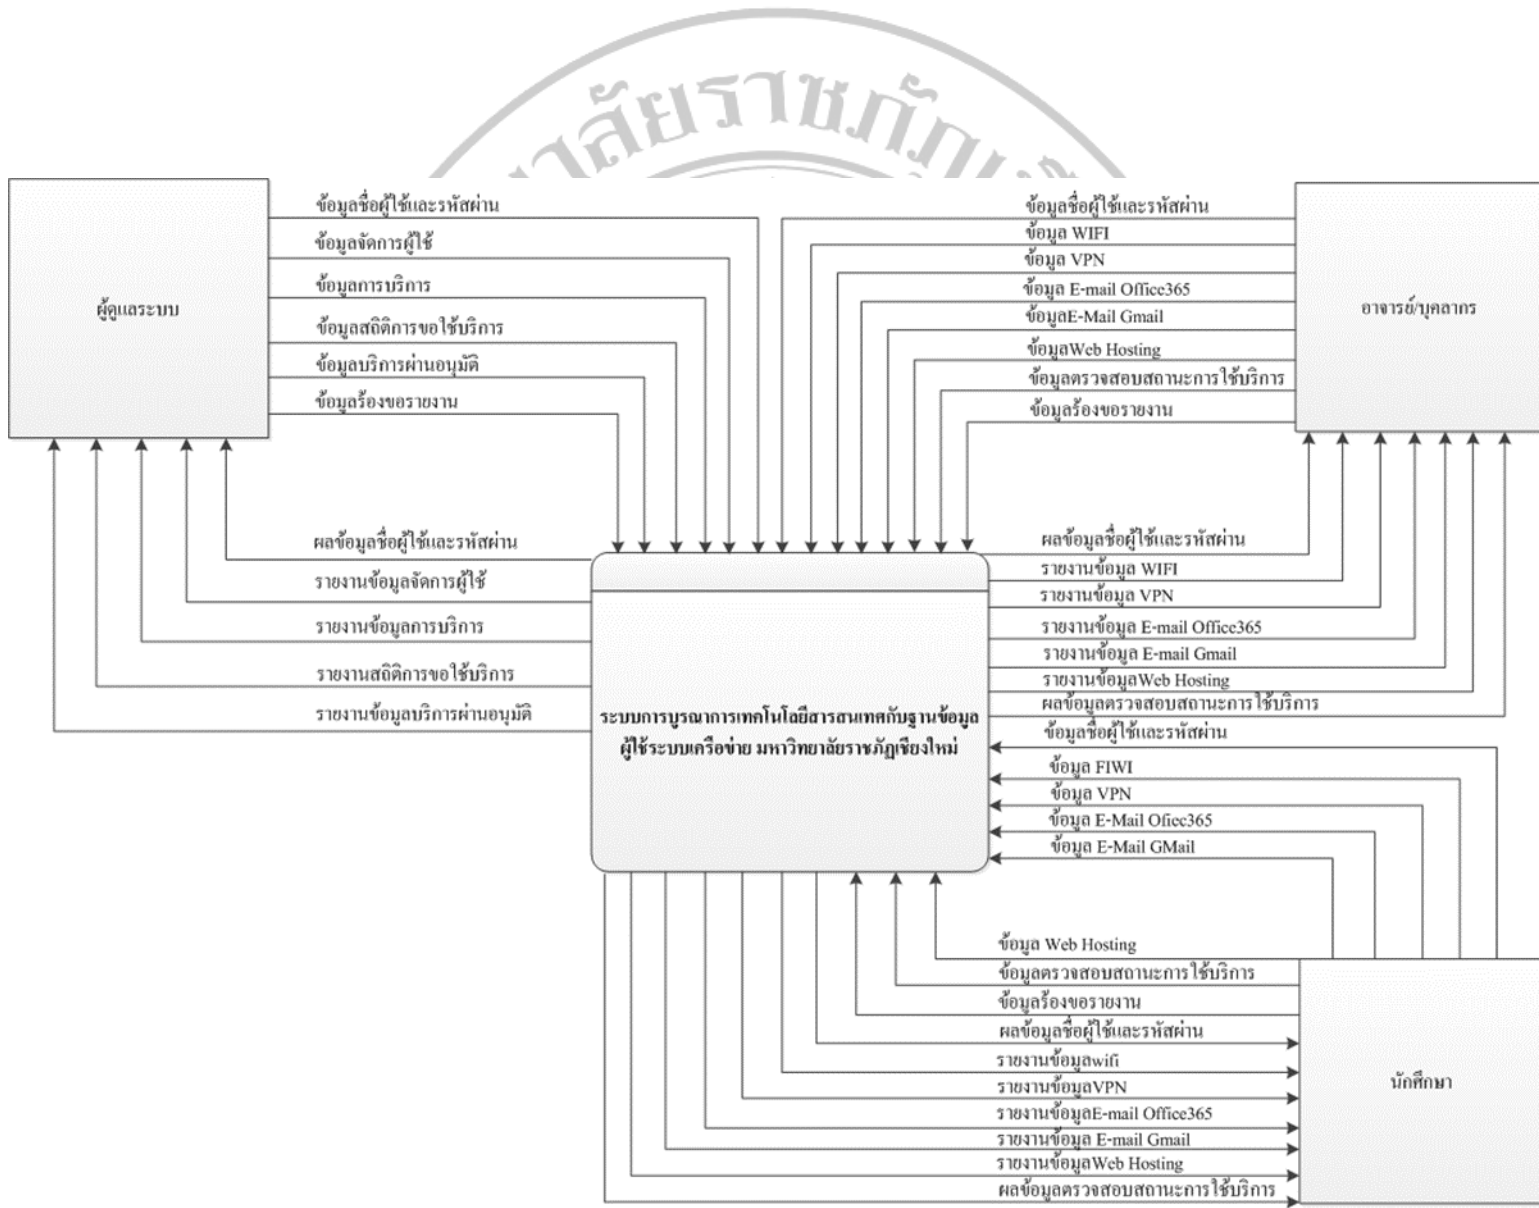 าลัยราชภัฏเชี
ข้อมูลชื่อผู้ใช้และรหัสผ่าน
ข้อมูลจัดการผู้ใช้
ข้อมูลการบริการ
ข้อมูลสถิติการขอใช้บริการ
ข้อมูลบริการผ่านอนุมัติ
ข้อมูลร้องขอรายงาน
ผู้ดูแลระบบ
ข้อมูลชื่อผู้ใช้และรหัสผ่าน
ข้อมูล WIFI
ข้อมูล VPN
ข้อมูล E-mail Office365
ข้อมูลE-Mail Gmail
ข้อมูลWeb Hosting
ข้อมูลตรวจสอบสถานะการใช้บริการ
ข้อมูลร้องขอรายงาน
อาจารย์/บุคลากร
ผลข้อมูลชื่อผู้ใช้และรหัสผ่าน
รายงานข้อมูลจัดการผู้ใช้
รายงานข้อมูลการบริการ
รายงานสถิติการขอใช้บริการ
รายงานข้อมูลบริการผ่านอนุมัติ
ระบบการบูรณาการเทคโนโลยีสารสนเทศกับฐานข้อมูล
ผู้ใช้ระบบเครือข่าย มหาวิทยาลัยราชภัฏเชียงใหม่
ผลข้อมูลชื่อผู้ใช้และรหัสผ่าน
รายงานข้อมูล WIFI
รายงานข้อมูล VPN
รายงานข้อมูล E-mail Office365
รายงานข้อมูล E-mail Gmail
รายงานข้อมูลWeb Hosting
ผลข้อมูลตรวจสอบสถานะการใช้บริการ
ข้อมูลชื่อผู้ใช้และรหัสผ่าน
ข้อมูล FIWI
ข้อมูล VPN
ข้อมูล E-Mail Ofiec365
ข้อมูล E-Mail GMail
ข้อมูล Web Hosting
ข้อมูลตรวจสอบสถานะการใช้บริการ
ข้อมูลร้องขอรายงาน
ผลข้อมูลชื่อผู้ใช้และรหัสผ่าน
รายงานข้อมูลwifi
รายงานข้อมูลVPN
รายงานข้อมูลE-mail Office365
รายงานข้อมูล E-mail Gmail
รายงานข้อมูลWeb Hosting
ผลข้อมูลตรวจสอบสถานะการใช้บริการ
นักศึกษา